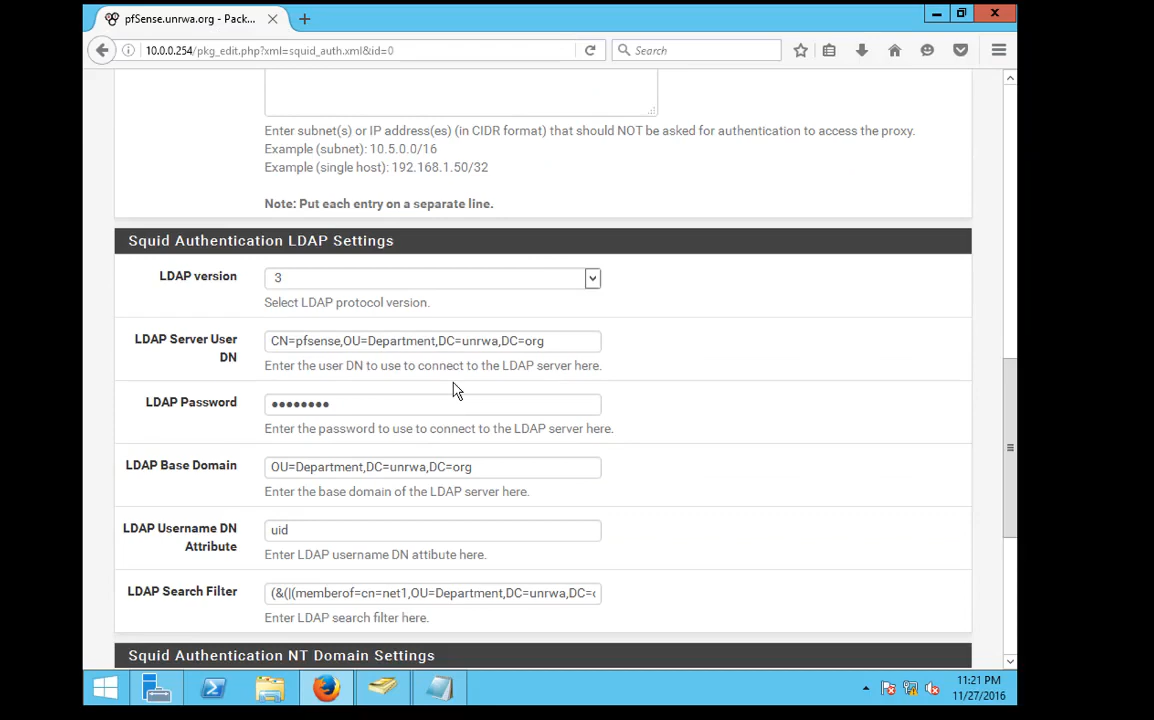 pfSense.unrwa.org - Pack...
10.0.0.254/pkg_edit.php?xml=squid_auth.xml&id=0
Search
Enter subnet(s) or IP address(es) (in CIDR format) that should NOT be asked for authentication to access the proxy.
Example (subnet): 10.5.0.0/16
Example (single host): 192.168.1.50/32
Note: Put each entry on a separate line.
Squid Authentication LDAP Settings
LDAP version
3
Select LDAP protocol version.
LDAP Server User
DN
CN=pfsense,OU=Department,DC=unrwa,DC=org
Enter the user DN to use to connect to the LDAP server here.
LDAP Password
••••••••
Enter the password to use to connect to the LDAP server here.
LDAP Base Domain
OU=Department,DC=unrwa,DC=org
Enter the base domain of the LDAP server here.
LDAP Username DN
Attribute
uid
Enter LDAP username DN attibute here.
LDAP Search Filter
(&(|(memberof=cn=net1,OU=Department,DC=unrwa,DC=
Enter LDAP search filter here.
Squid Authentication NT Domain Settings
11:21 PM
11/27/2016